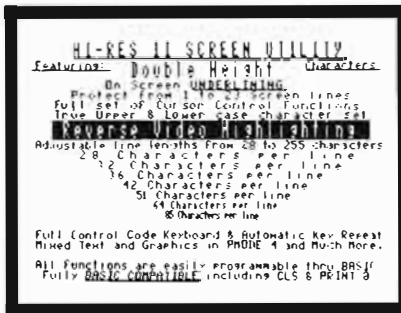 HI-RES II SCREEN UTILITY
Featuring: Double Height Characters
On Screen UNDERLINING
Protect from 1 to 23 screen lines
Full set of Cursor Control Functions
True Upper & Lower case character set
Reverse Video Highlighting
Adjustable line lengths from 28 to 255 characters
28 Characters per line
32 Characters per line
36 Characters per line
42 Characters per line
51 Characters per line
64 Characters per line
85 Characters per line
Full Control Code Keyboard & Automatic Key Repeat
Mixed Text and Graphics in PMODE 4 and Much More.
All Functions are easily programmable thru BASIC
Fully BASIC COMPATIBLE including CLS & PRINT @